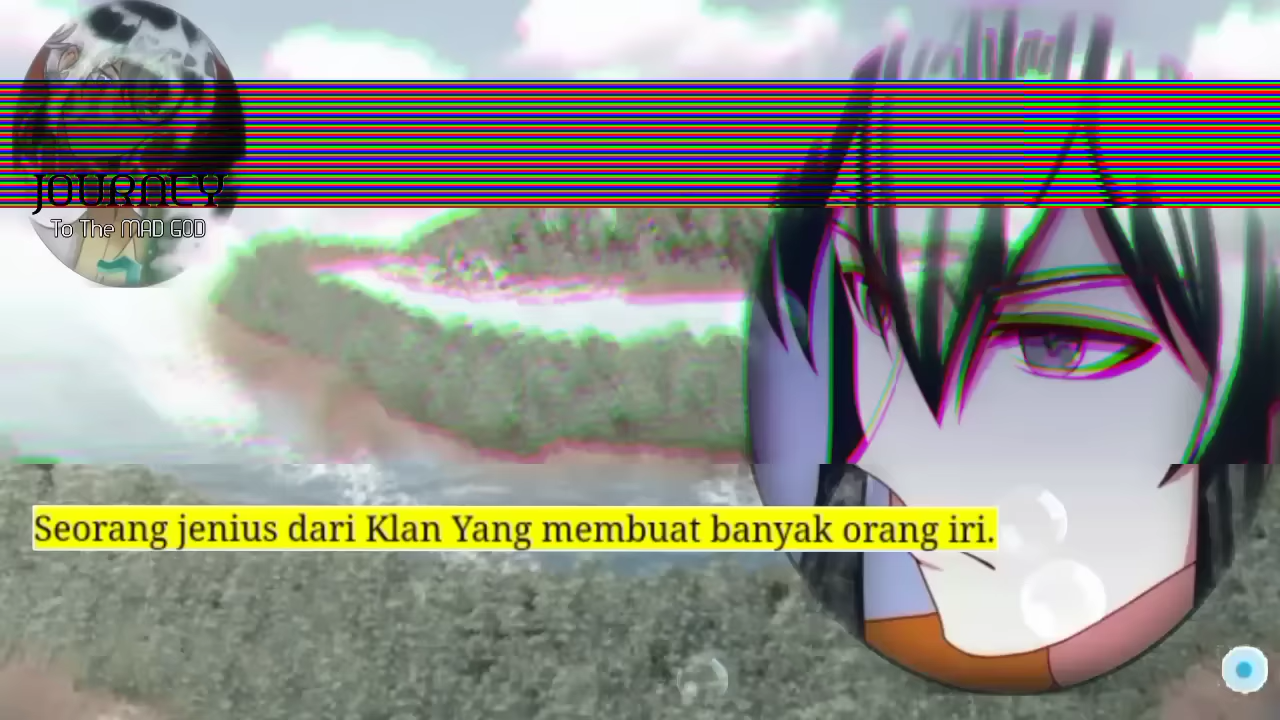 JOURNEY
To The MAD GOD
Seorang jenius dari Klan Yang membuat banyak orang iri.